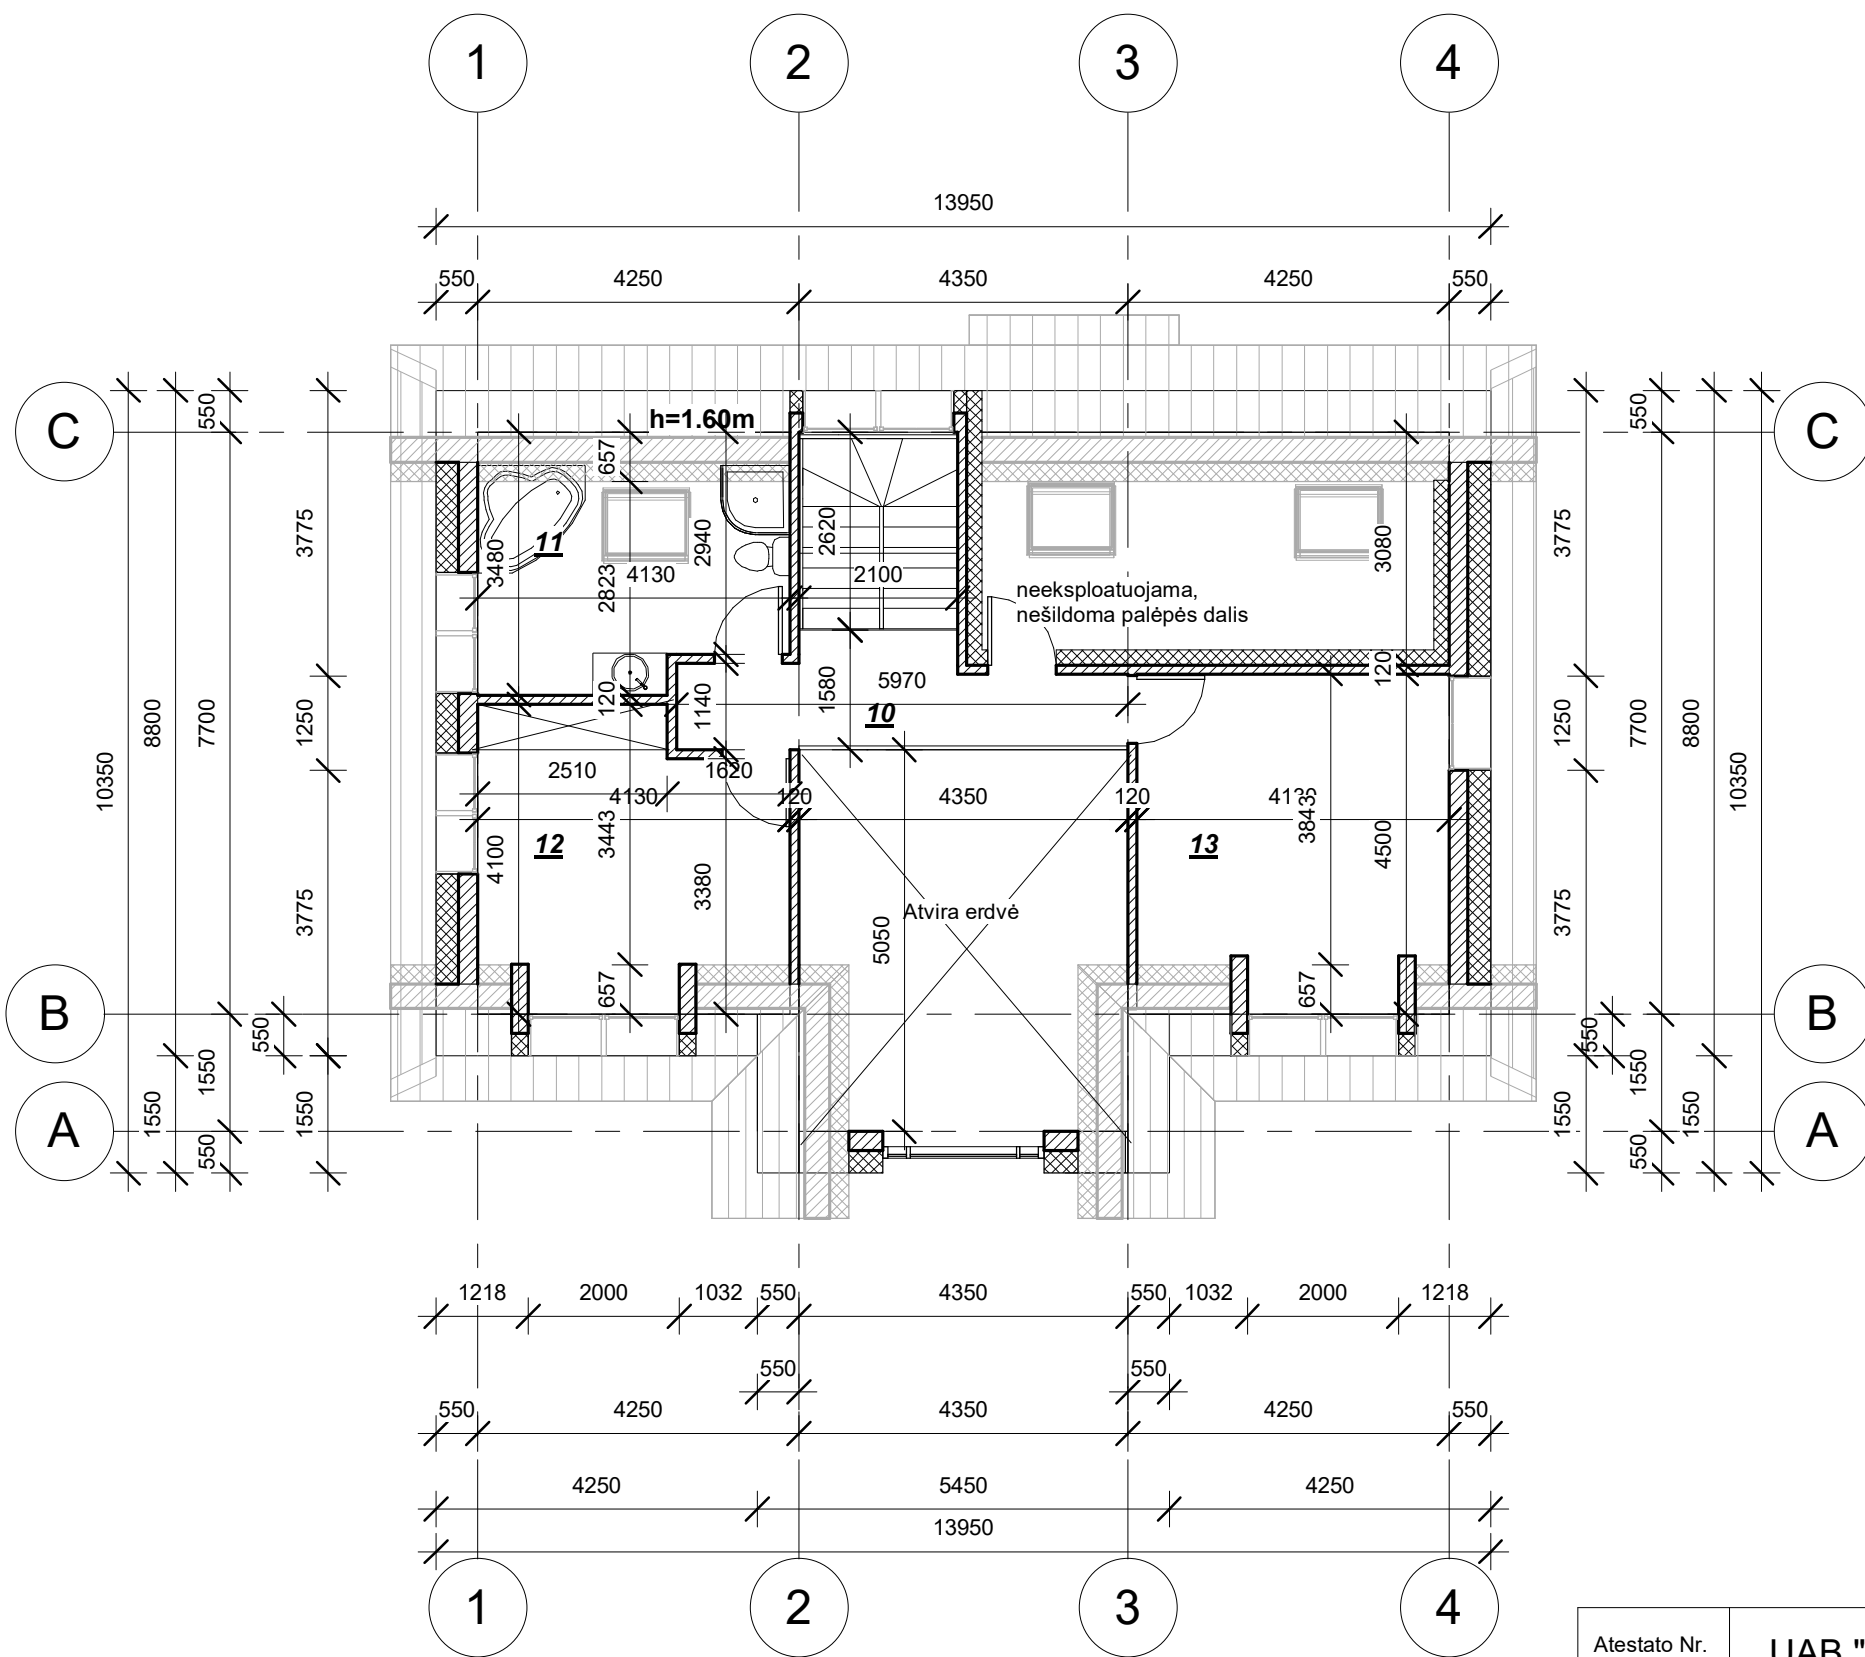 1 2 3 4
13950
550 4250 4350 4250 550
C h=1.60m C
550 550 550
657
3775 3480 11 2823 4130 2940 2620 2100 3080 3775
neeksploatuojama,
nešildoma palėpės dalis
10350 8800 7700 1250 120 1140 1580 5970 10 120 1250 7700 8800 10350
2510 1620
4130 120 4350 120 3843
4100 12 3443 3380 13 4500
3775 5050 Atvira erdvė 3775
B 657 657 B
550 550
1550 1550 1550 1550 1550 1550
A A
550 550
1218 2000 1032 550 4350 550 1032 2000 1218
550 550
550 4250 4350 4250 550
4250 5450 4250
13950
1 2 3 4
Atestato Nr. UAB "